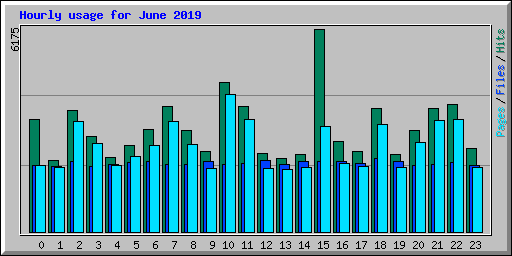 Hourly usage for June 2019
6175
Pages/Files/Hits
0 1 2 3 4 5 6 7 8 9 10 11 12 13 14 15 16 17 18 19 20 21 22 23